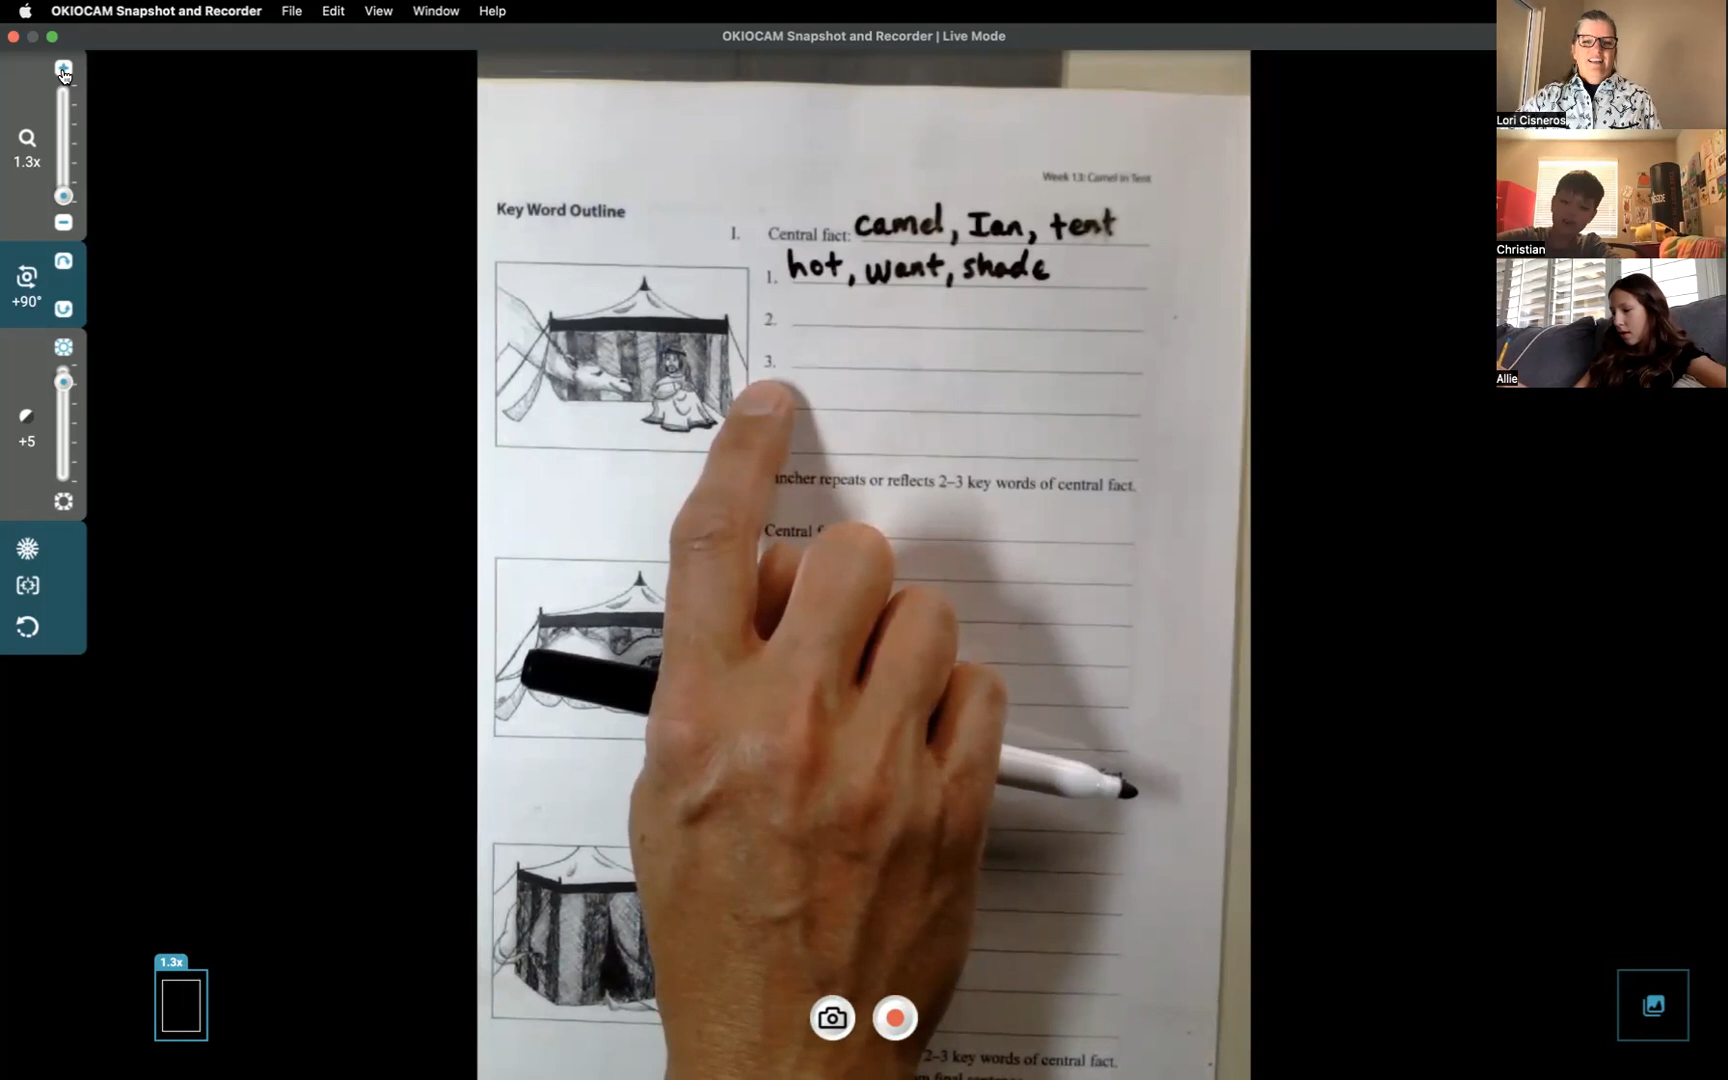 OKIOCAM Snapshot and Recorder File Edit View Window Help
OKIOCAM Snapshot and Recorder | Live Mode
Lori Cisneros
Christian
Allie
1.3x
+90°
+5
1.3x
Week 13: Camel in Tent
Key Word Outline
I. Central fact: camel, Ian, tent
1. hot, want, shade
2.
3.
repeats or reflects 2–3 key words of central fact.
Central
2–3 key words of central fact.
final